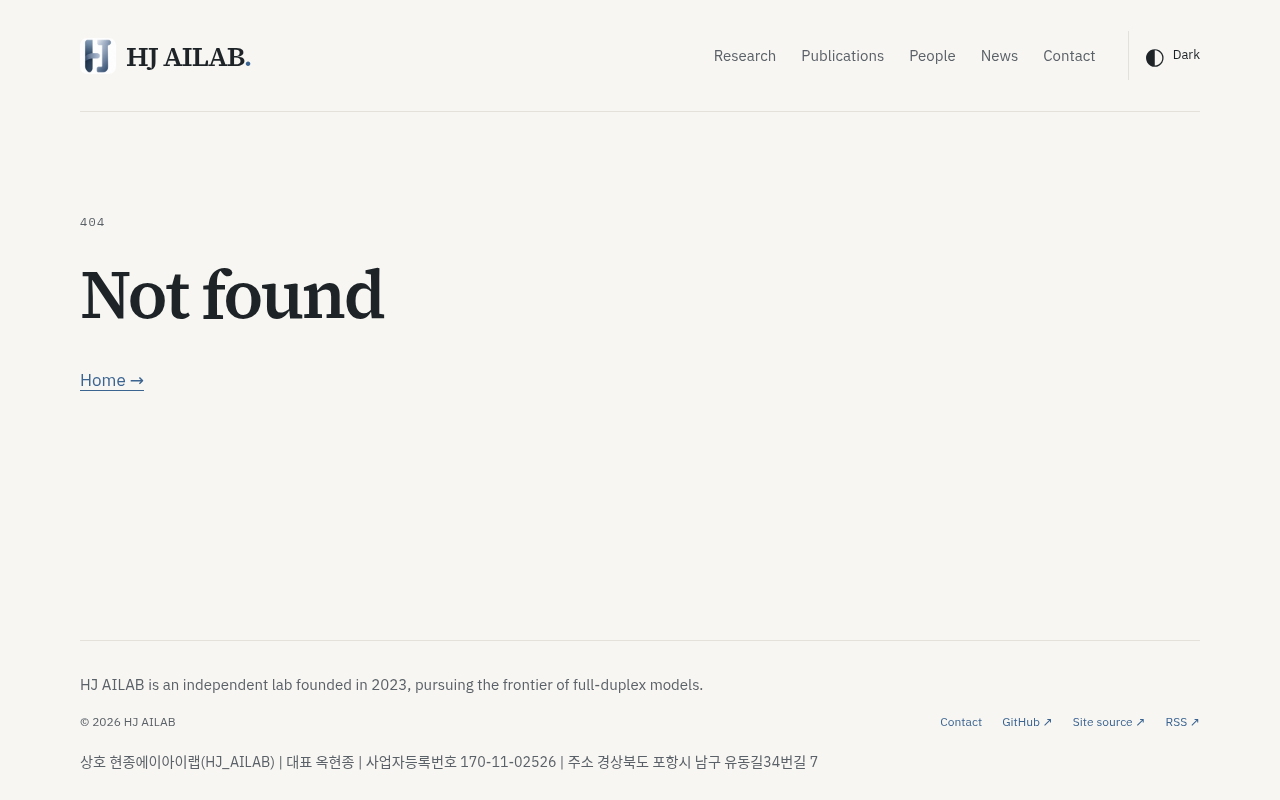 HJ AILAB.
Research Publications People News Contact Dark
404
Not found
Home →
HJ AILAB is an independent lab founded in 2023, pursuing the frontier of full-duplex models.
© 2026 HJ AILAB
Contact GitHub ↗ Site source ↗ RSS ↗
상호 현종에이아이랩(HJ_AILAB) | 대표 옥현종 | 사업자등록번호 170-11-02526 | 주소 경상북도 포항시 남구 유동길34번길 7